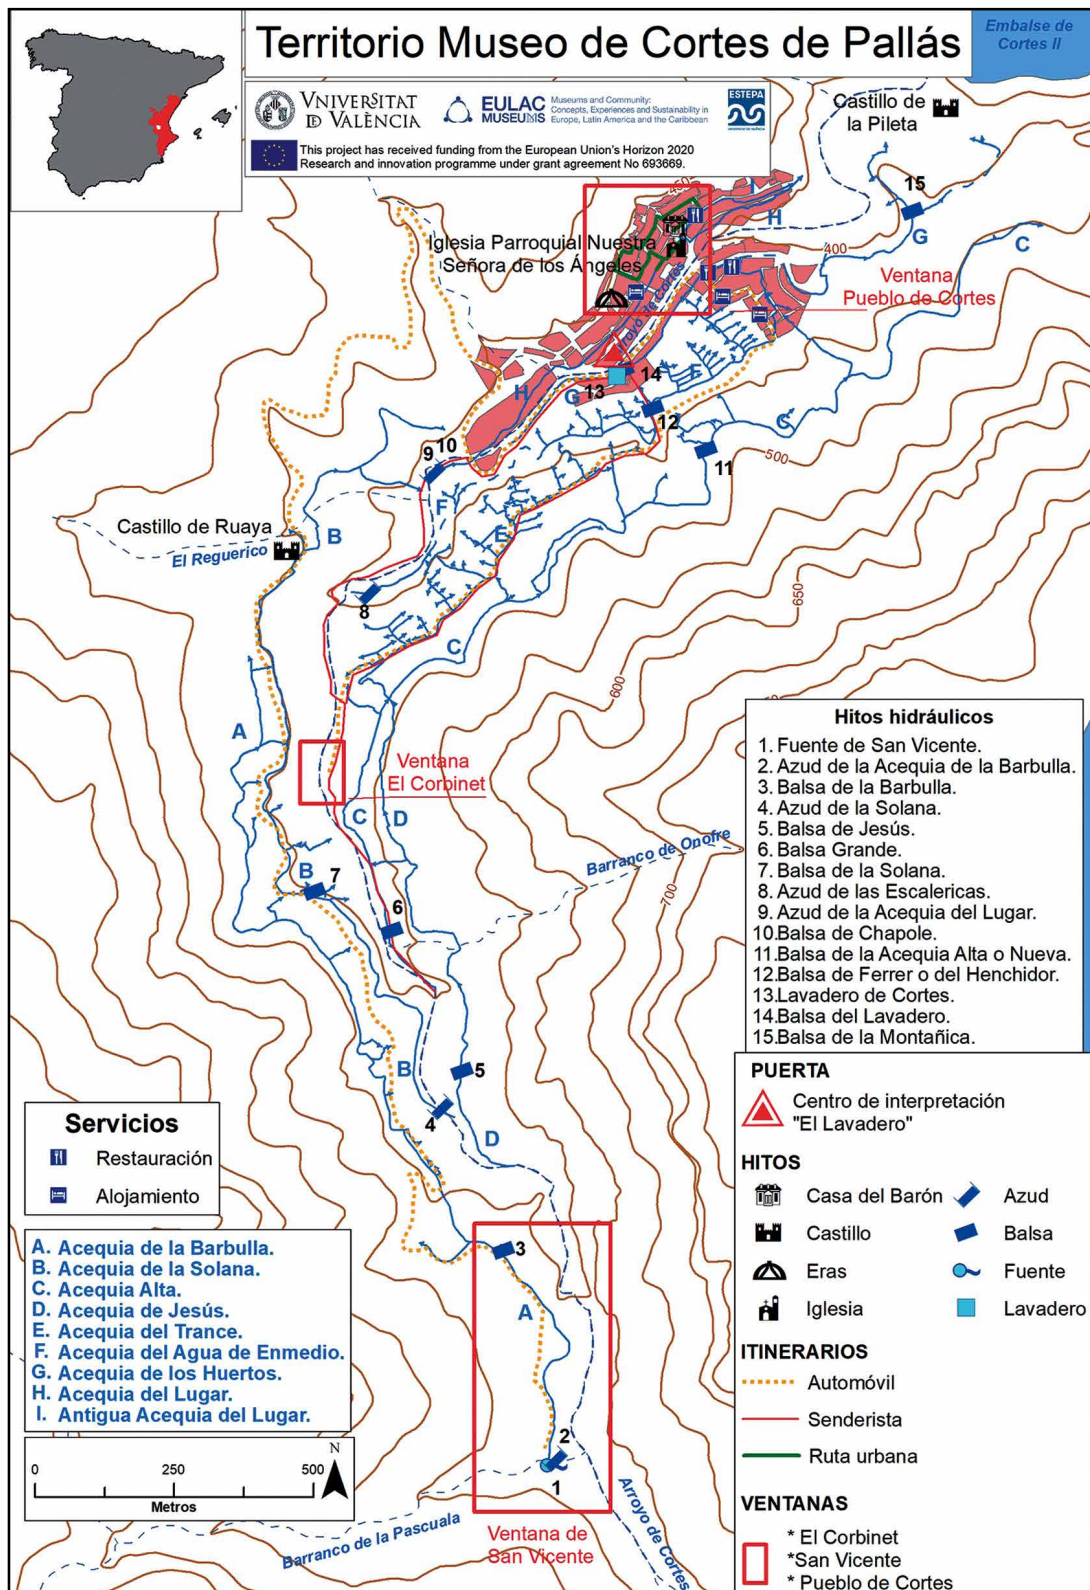 Territorio Museo de Cortes de Pallás
Embalse de
Cortes II
VNIVERSITAT
ID VALÈNCIA
EULAC
MUSEUMS
Museums and Community:
Concepts, Experiences and Sustainability in
Europe, Latin America and the Caribbean
ESTEPA
This project has received funding from the European Union's Horizon 2020
Research and innovation programme under grant agreement No 693669.
Castillo de
la Pileta
15
450
I
H
G
C
400
Iglesia Parroquial Nuestra
Señora de los Ángeles
Ventana
Pueblo de Cortes
Arroyo de Cortes
14
F
H
G
13
12
C
11
500
9
10
F
E
Castillo de Ruaya
El Reguerico
B
8
C
650
600
A
Ventana
El Corbinet
C
D
Barranco de Onofre
700
B
7
6
B
5
4
D
3
A
2
1
Barranco de la Pascuala
Ventana de
San Vicente
Arroyo de Cortes
Hitos hidráulicos
1. Fuente de San Vicente.
2. Azud de la Acequia de la Barbulla.
3. Balsa de la Barbulla.
4. Azud de la Solana.
5. Balsa de Jesús.
6. Balsa Grande.
7. Balsa de la Solana.
8. Azud de las Escalericas.
9. Azud de la Acequia del Lugar.
10.Balsa de Chapole.
11.Balsa de la Acequia Alta o Nueva.
12.Balsa de Ferrer o del Henchidor.
13.Lavadero de Cortes.
14.Balsa del Lavadero.
15.Balsa de la Montañica.
PUERTA
Centro de interpretación
"El Lavadero"
HITOS
Casa del Barón
Azud
Castillo
Balsa
Eras
Fuente
Iglesia
Lavadero
ITINERARIOS
Automóvil
Senderista
Ruta urbana
VENTANAS
* El Corbinet
*San Vicente
* Pueblo de Cortes
Servicios
Restauración
Alojamiento
A. Acequia de la Barbulla.
B. Acequia de la Solana.
C. Acequia Alta.
D. Acequia de Jesús.
E. Acequia del Trance.
F. Acequia del Agua de Enmedio.
G. Acequia de los Huertos.
H. Acequia del Lugar.
I. Antigua Acequia del Lugar.
N
0 250 500
Metros